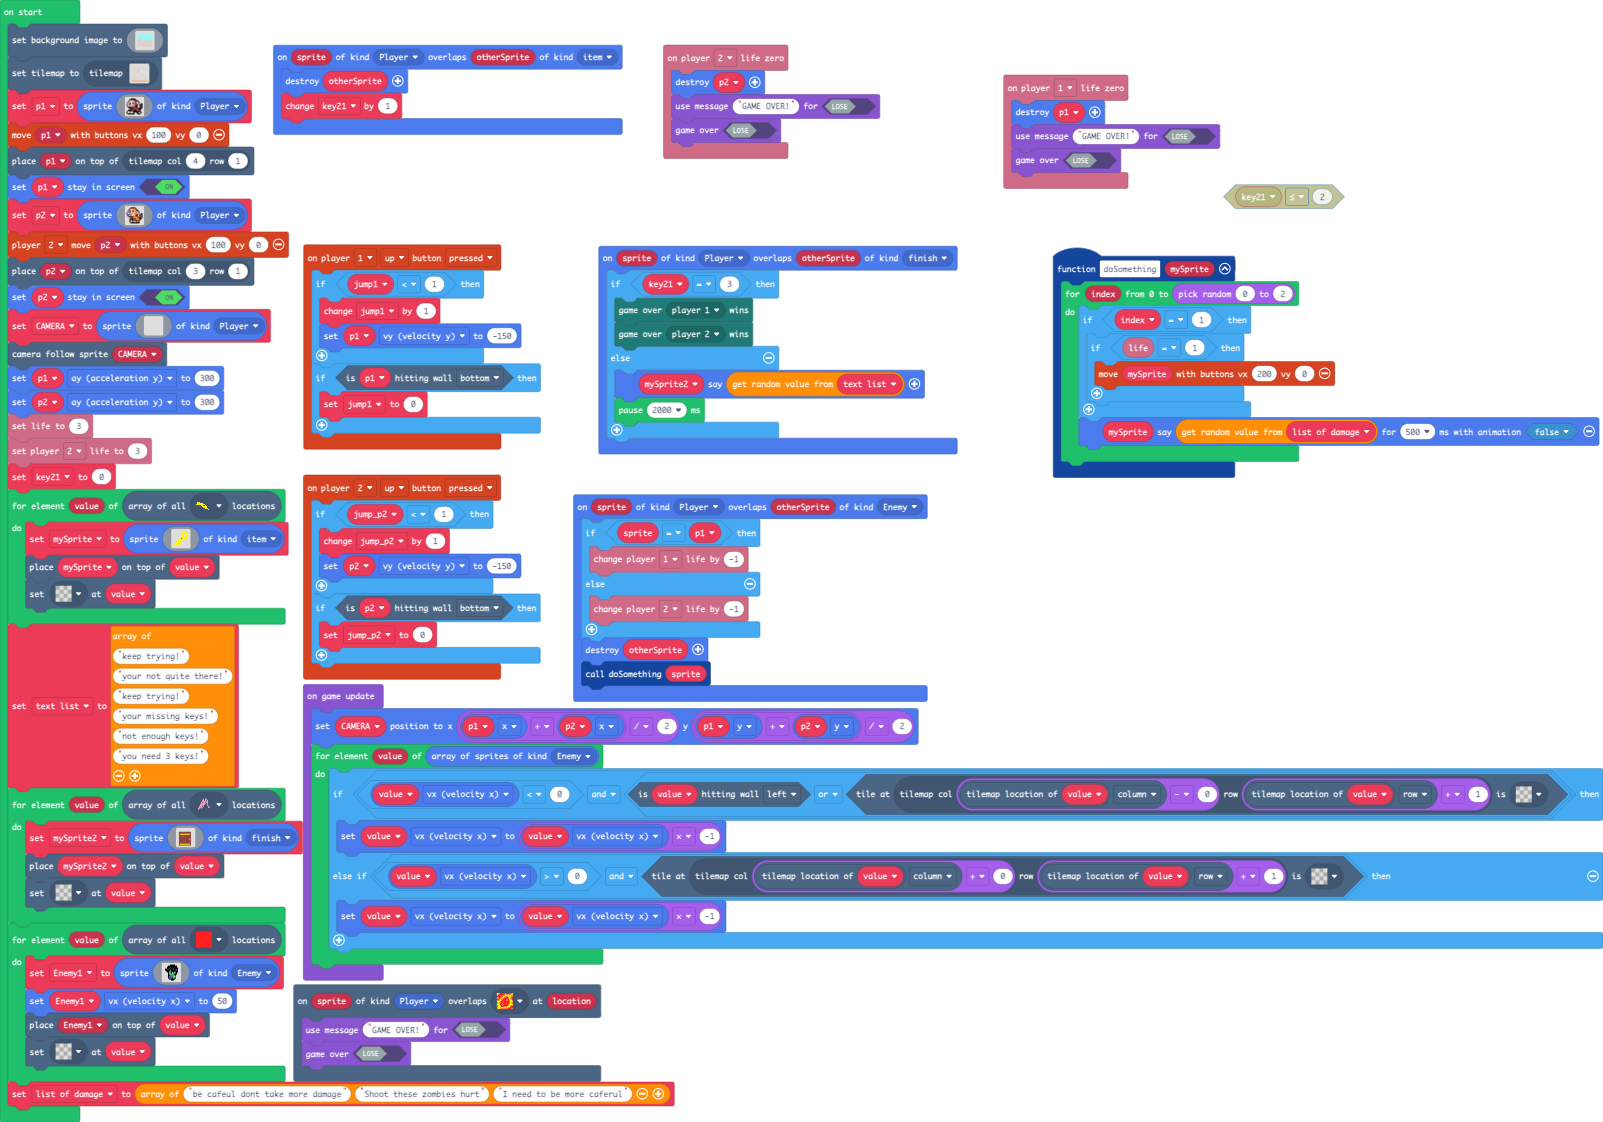 on start
set background image to
set tilemap to tilemap
set p1 to sprite of kind Player
move p1 with buttons vx 100 vy 0
place p1 on top of tilemap col 4 row 1
set p1 stay in screen ON
set p2 to sprite of kind Player
player 2 move p2 with buttons vx 100 vy 0
place p2 on top of tilemap col 3 row 1
set p2 stay in screen ON
set CAMERA to sprite of kind Player
camera follow sprite CAMERA
set p1 ay (acceleration y) to 300
set p2 ay (acceleration y) to 300
set life to 3
set player 2 life to 3
set key21 to 0
for element value of array of all locations
do
set mySprite to sprite of kind item
place mySprite on top of value
set at value
array of
"keep trying!"
"your not quite there!"
"keep trying!"
set text list to
"your missing keys!"
"not enough keys!"
"you need 3 keys!"
for element value of array of all locations
do
set mySprite2 to sprite of kind finish
place mySprite2 on top of value
set at value
for element value of array of all locations
do
set Enemy1 to sprite of kind Enemy
set Enemy1 vx (velocity x) to 50
place Enemy1 on top of value
set at value
set list of damage to array of "be cafeul dont take more damage" "Shoot these zombies hurt" "I need to be more caferul"
on sprite of kind Player overlaps otherSprite of kind item
destroy otherSprite
change key21 by 1
on player 2 life zero
destroy p2
use message "GAME OVER!" for LOSE
game over LOSE
on player 1 life zero
destroy p1
use message "GAME OVER!" for LOSE
game over LOSE
key21 ≤ 2
on player 1 up button pressed
if jump1 < 1 then
change jump1 by 1
set p1 vy (velocity y) to -150
if is p1 hitting wall bottom then
set jump1 to 0
on sprite of kind Player overlaps otherSprite of kind finish
if key21 = 3 then
game over player 1 wins
game over player 2 wins
else
mySprite2 say get random value from text list
pause 2000 ms
function doSomething mySprite
for index from 0 to pick random 0 to 2
do
if index = 1 then
if life = 1 then
move mySprite with buttons vx 200 vy 0
mySprite say get random value from list of damage for 500 ms with animation false
on player 2 up button pressed
if jump_p2 < 1 then
change jump_p2 by 1
set p2 vy (velocity y) to -150
if is p2 hitting wall bottom then
set jump_p2 to 0
on sprite of kind Player overlaps otherSprite of kind Enemy
if sprite = p1 then
change player 1 life by -1
else
change player 2 life by -1
destroy otherSprite
call doSomething sprite
on game update
set CAMERA position to x p1 x + p2 x / 2 y p1 y + p2 y / 2
for element value of array of sprites of kind Enemy
do
if value vx (velocity x) < 0 and is value hitting wall left or tile at tilemap col tilemap location of value column - 0 row tilemap location of value row + 1 is then
set value vx (velocity x) to value vx (velocity x) × -1
else if value vx (velocity x) > 0 and tile at tilemap col tilemap location of value column + 0 row tilemap location of value row + 1 is then
set value vx (velocity x) to value vx (velocity x) × -1
on sprite of kind Player overlaps at location
use message "GAME OVER!" for LOSE
game over LOSE